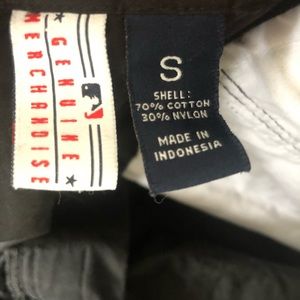 GENUINE
MERCHANDISE
S
SHELL:
70% COTTON
30% NYLON
MADE IN
INDONESIA